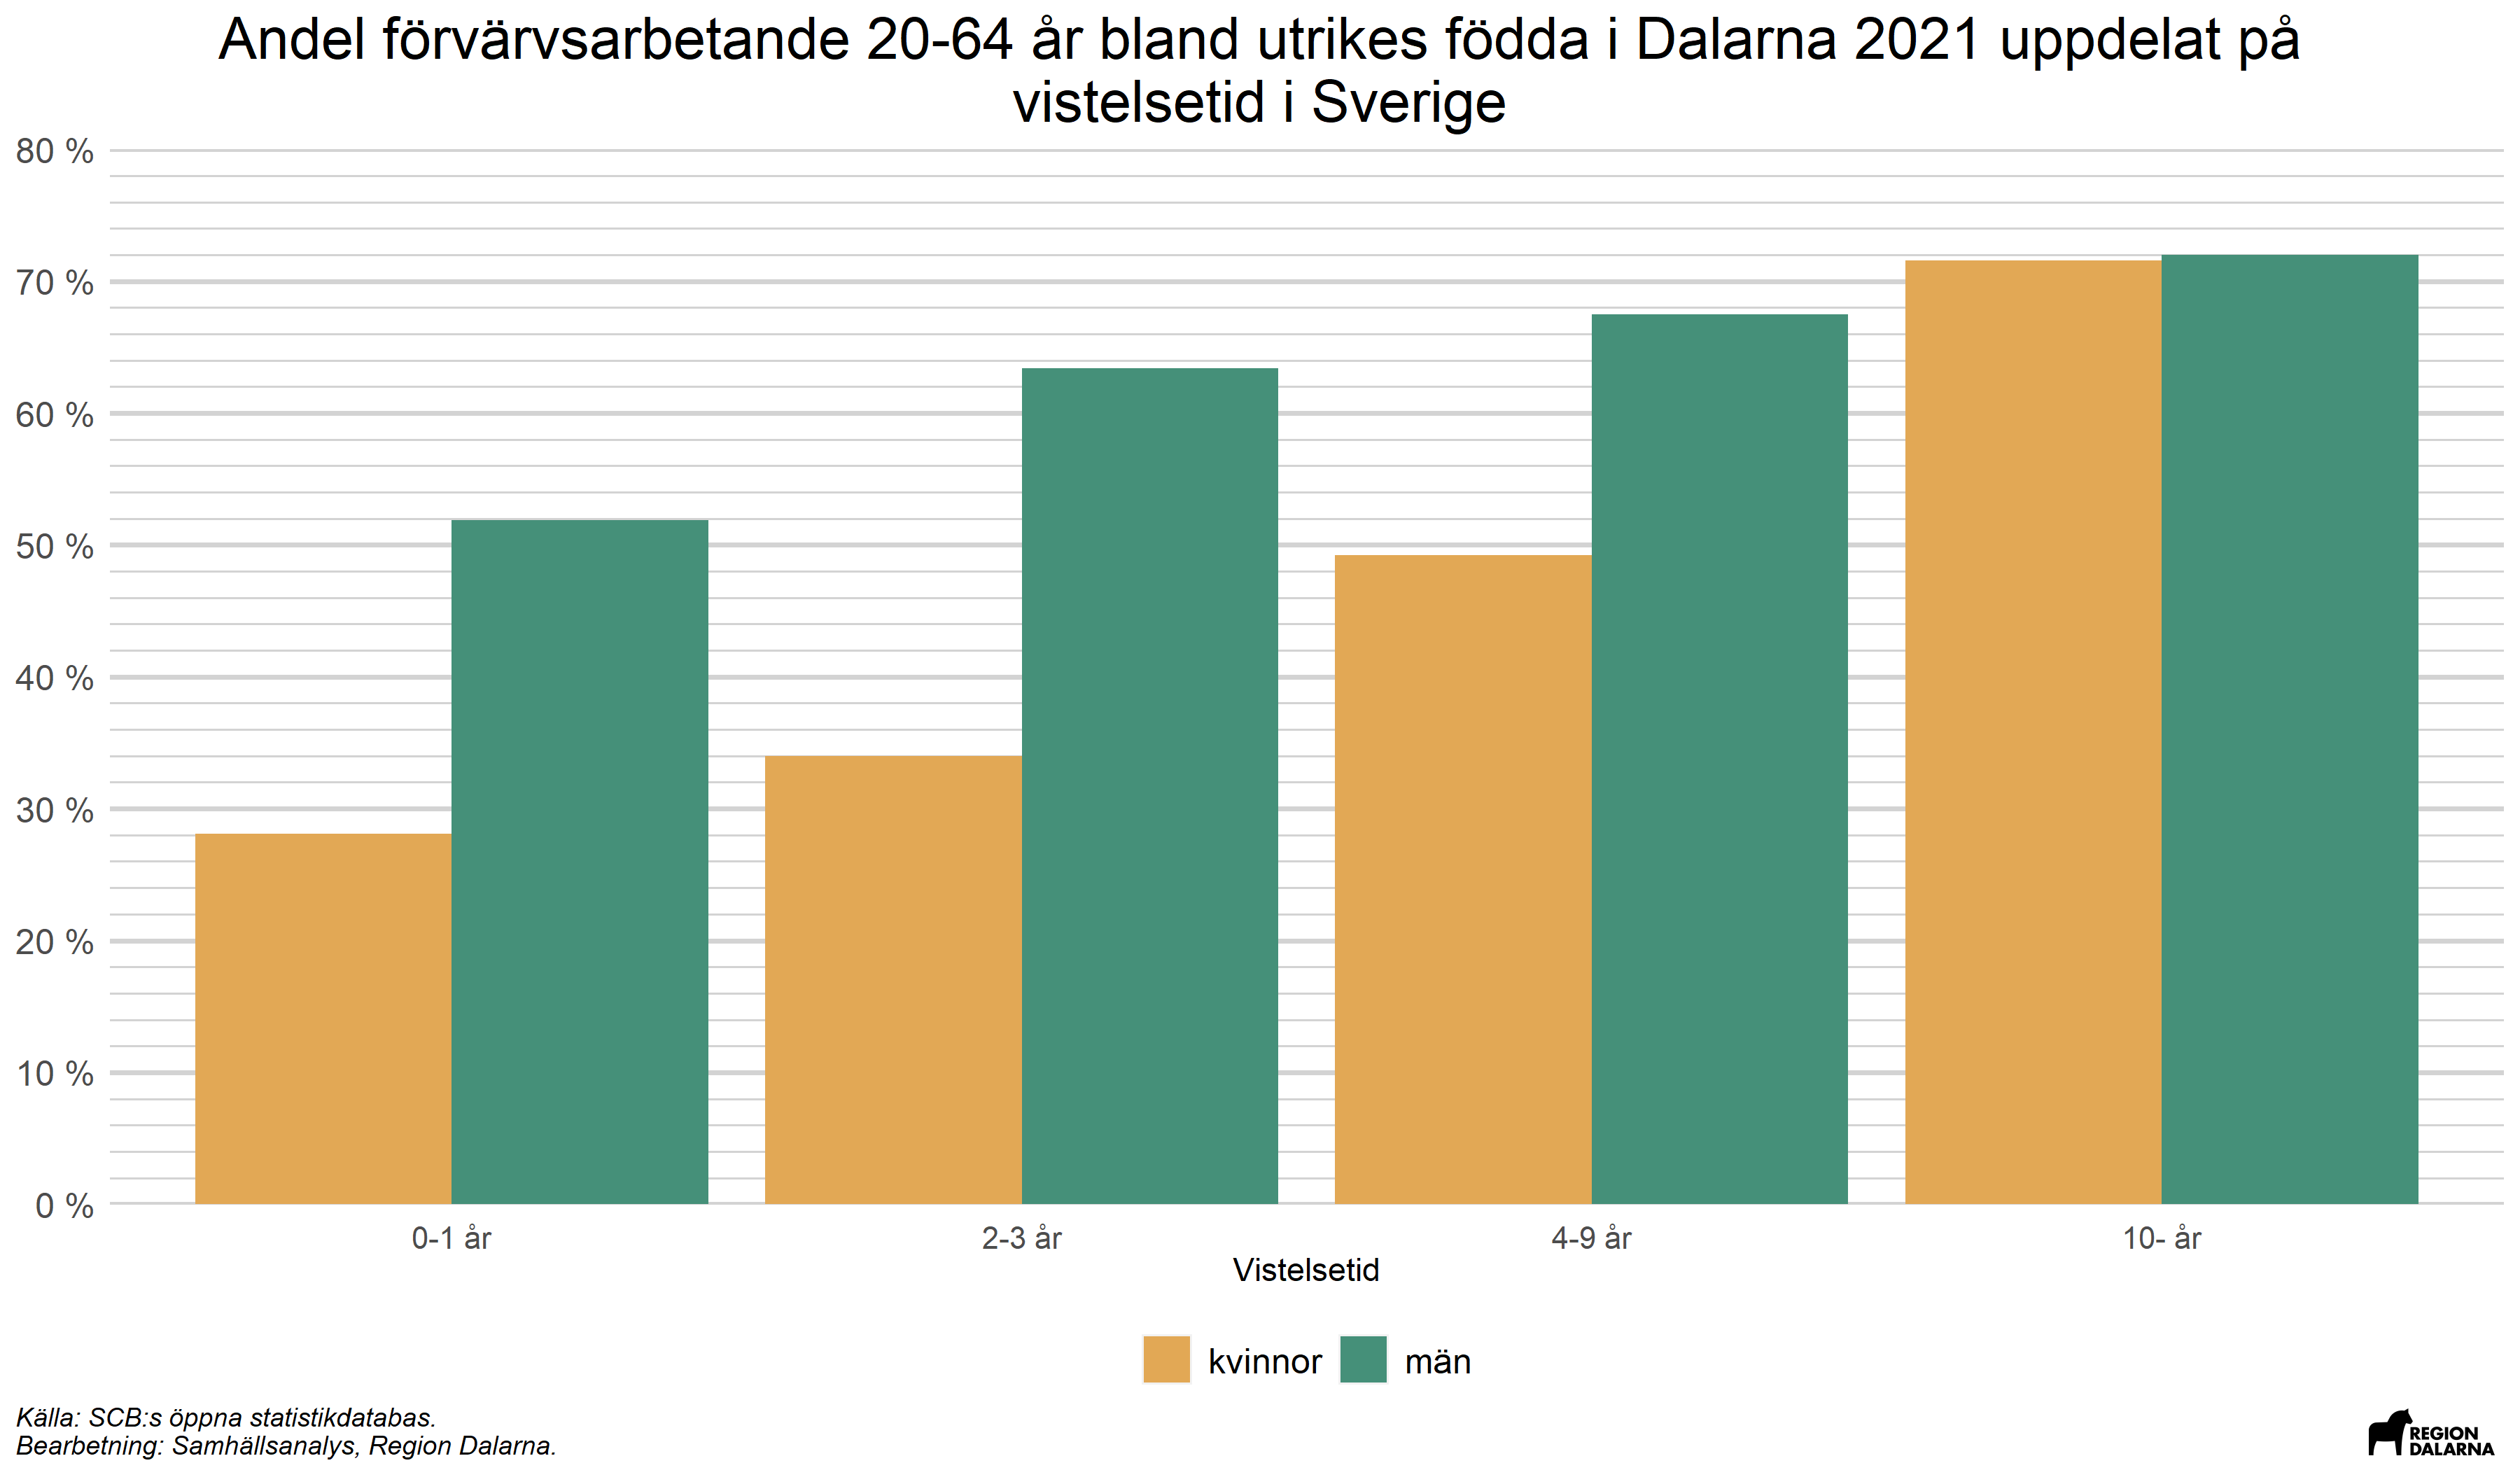 Andel förvärvsarbetande 20-64 år bland utrikes födda i Dalarna 2021 uppdelat på
vistelsetid i Sverige
80 %
70 %
60 %
50 %
40 %
30 %
20 %
10 %
0 %
0-1 år
2-3 år
4-9 år
10- år
Vistelsetid
kvinnor
män
Källa: SCB:s öppna statistikdatabas.
Bearbetning: Samhällsanalys, Region Dalarna.
REGION
DALARNA